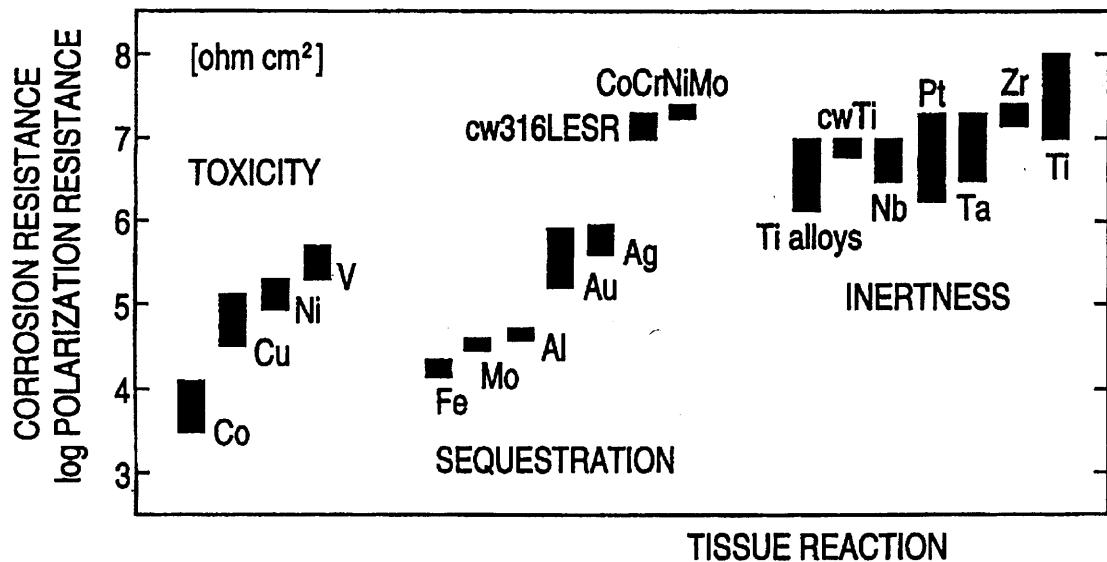 CORROSION RESISTANCE
log POLARIZATION RESISTANCE
8
7
6
5
4
3
[ohm cm²]
TOXICITY
Co
Cu
Ni
V
Fe
Mo
Al
Au
Ag
cw316LESR
CoCrNiMo
SEQUESTRATION
Ti alloys
cwTi
Nb
Pt
Ta
Zr
Ti
INERTNESS
TISSUE REACTION